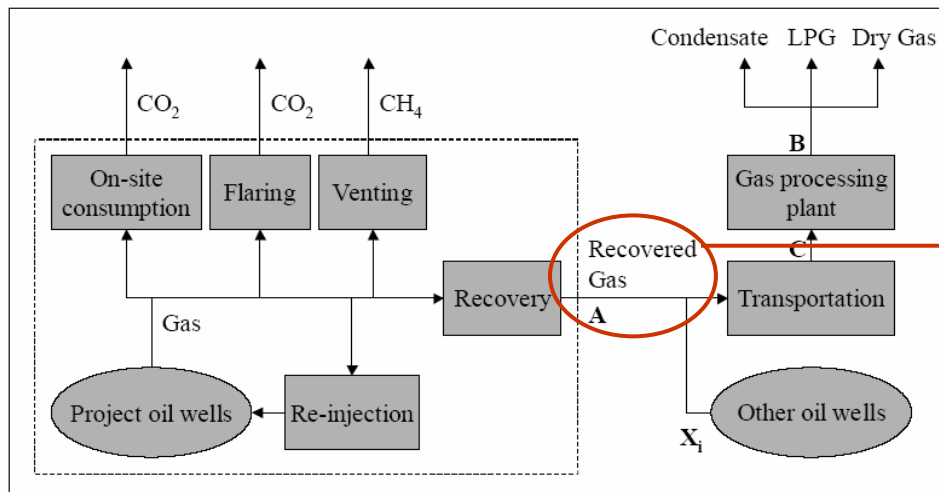 Condensate LPG Dry Gas
CO₂ CO₂ CH₄
B
On-site
consumption
Flaring
Venting
Gas processing
plant
Recovered
Gas
C
Recovery
A
Transportation
Gas
Project oil wells
Re-injection
Other oil wells
Xᵢ